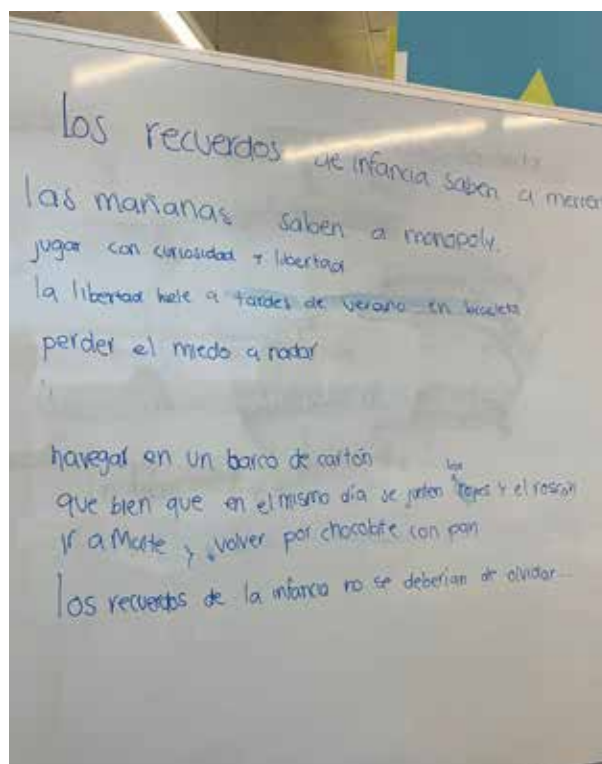 los recuerdos de infancia saben a
las mañanas saben a monopoly.
jugar con curiosidad y libertad
la libertad huele a tardes de verano en bicicleta
perder el miedo a nadar
navegar en un barco de cartón
que bien que en el mismo día se junten los reyes y el roscón
ir a Marte y volver por chocolate con pan
los recuerdos de la infancia no se deberían de olvidar...